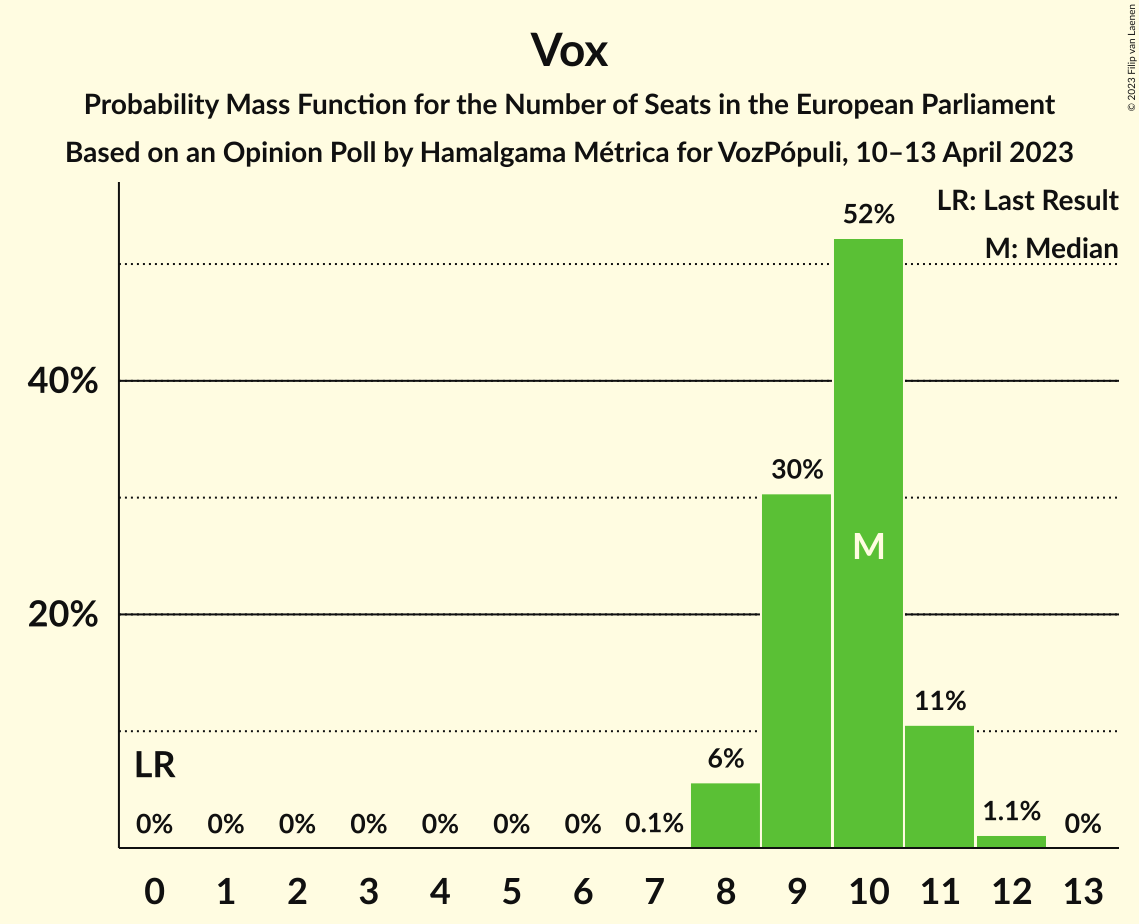 Vox
Probability Mass Function for the Number of Seats in the European Parliament
Based on an Opinion Poll by Hamalgama Métrica for VozPópuli, 10–13 April 2023
© 2023 Filip van Laenen
LR: Last Result
M: Median
52%
40%
30%
M
20%
11%
LR
6%
0% 0% 0% 0% 0% 0% 0% 0.1% 1.1% 0%
0 1 2 3 4 5 6 7 8 9 10 11 12 13